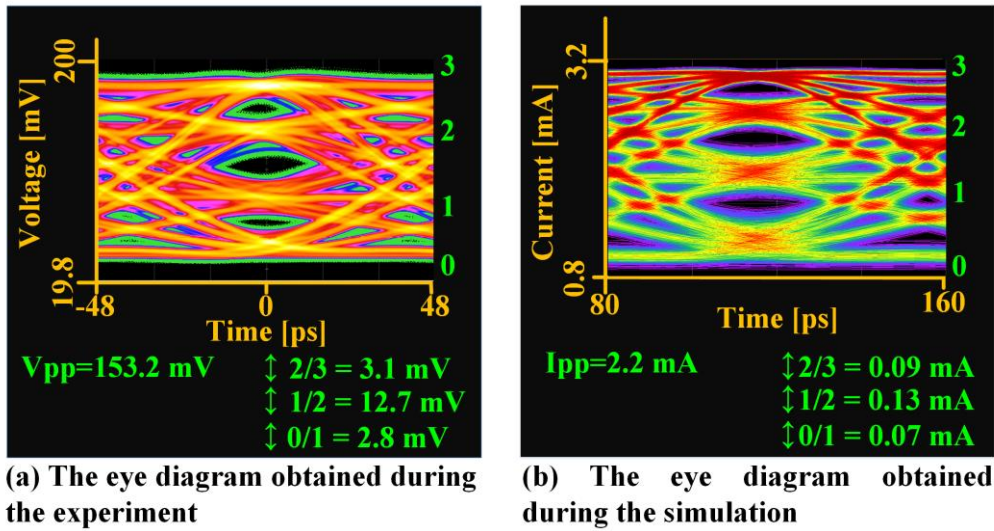 200
Voltage [mV]
19.8
3
2
1
0
-48
0
48
Time [ps]
Vpp=153.2 mV
↕ 2/3 = 3.1 mV
↕ 1/2 = 12.7 mV
↕ 0/1 = 2.8 mV
(a) The eye diagram obtained during
the experiment
3.2
Current [mA]
0.8
3
2
1
0
80
160
Time [ps]
Ipp=2.2 mA
↕ 2/3 = 0.09 mA
↕ 1/2 = 0.13 mA
↕ 0/1 = 0.07 mA
(b) The eye diagram obtained
during the simulation